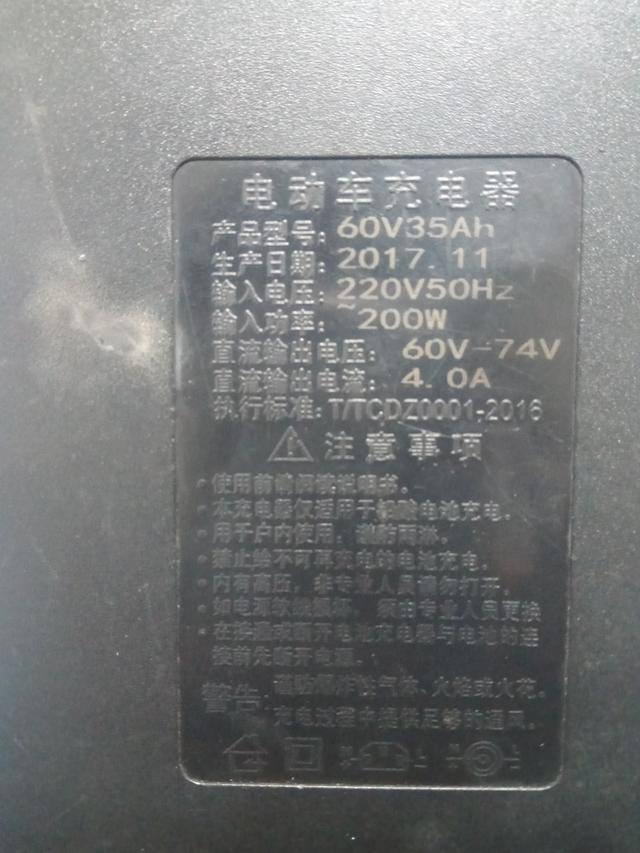 电动车充电器
产品型号：60V35Ah
生产日期：2017.11
输入电压：220V50Hz
输入功率：~200W
直流输出电压：60V-74V
直流输出电流：4.0A
执行标准：T/TCDZ0001-2016
注意事项
·使用前请阅读说明书。
·本充电器仅适用于铅酸电池充电。
·用于户内使用，谨防雨淋。
·禁止给不可再充电的电池充电。
·内有高压，非专业人员请勿打开。
·如电源软线损坏，须由专业人员更换
·在接通或断开电池充电器与电池的连
接前先断开电源。
警告：谨防爆炸性气体、火焰或火花。
充电过程中提供足够的通风。